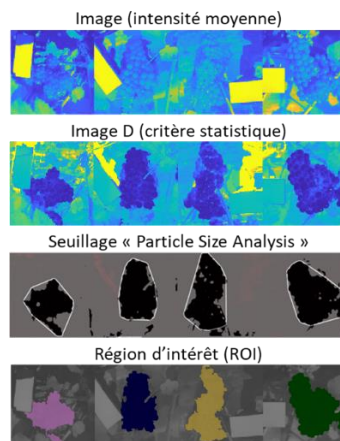 Image (intensité moyenne)
Image D (critère statistique)
Seuillage « Particle Size Analysis »
Région d’intérêt (ROI)